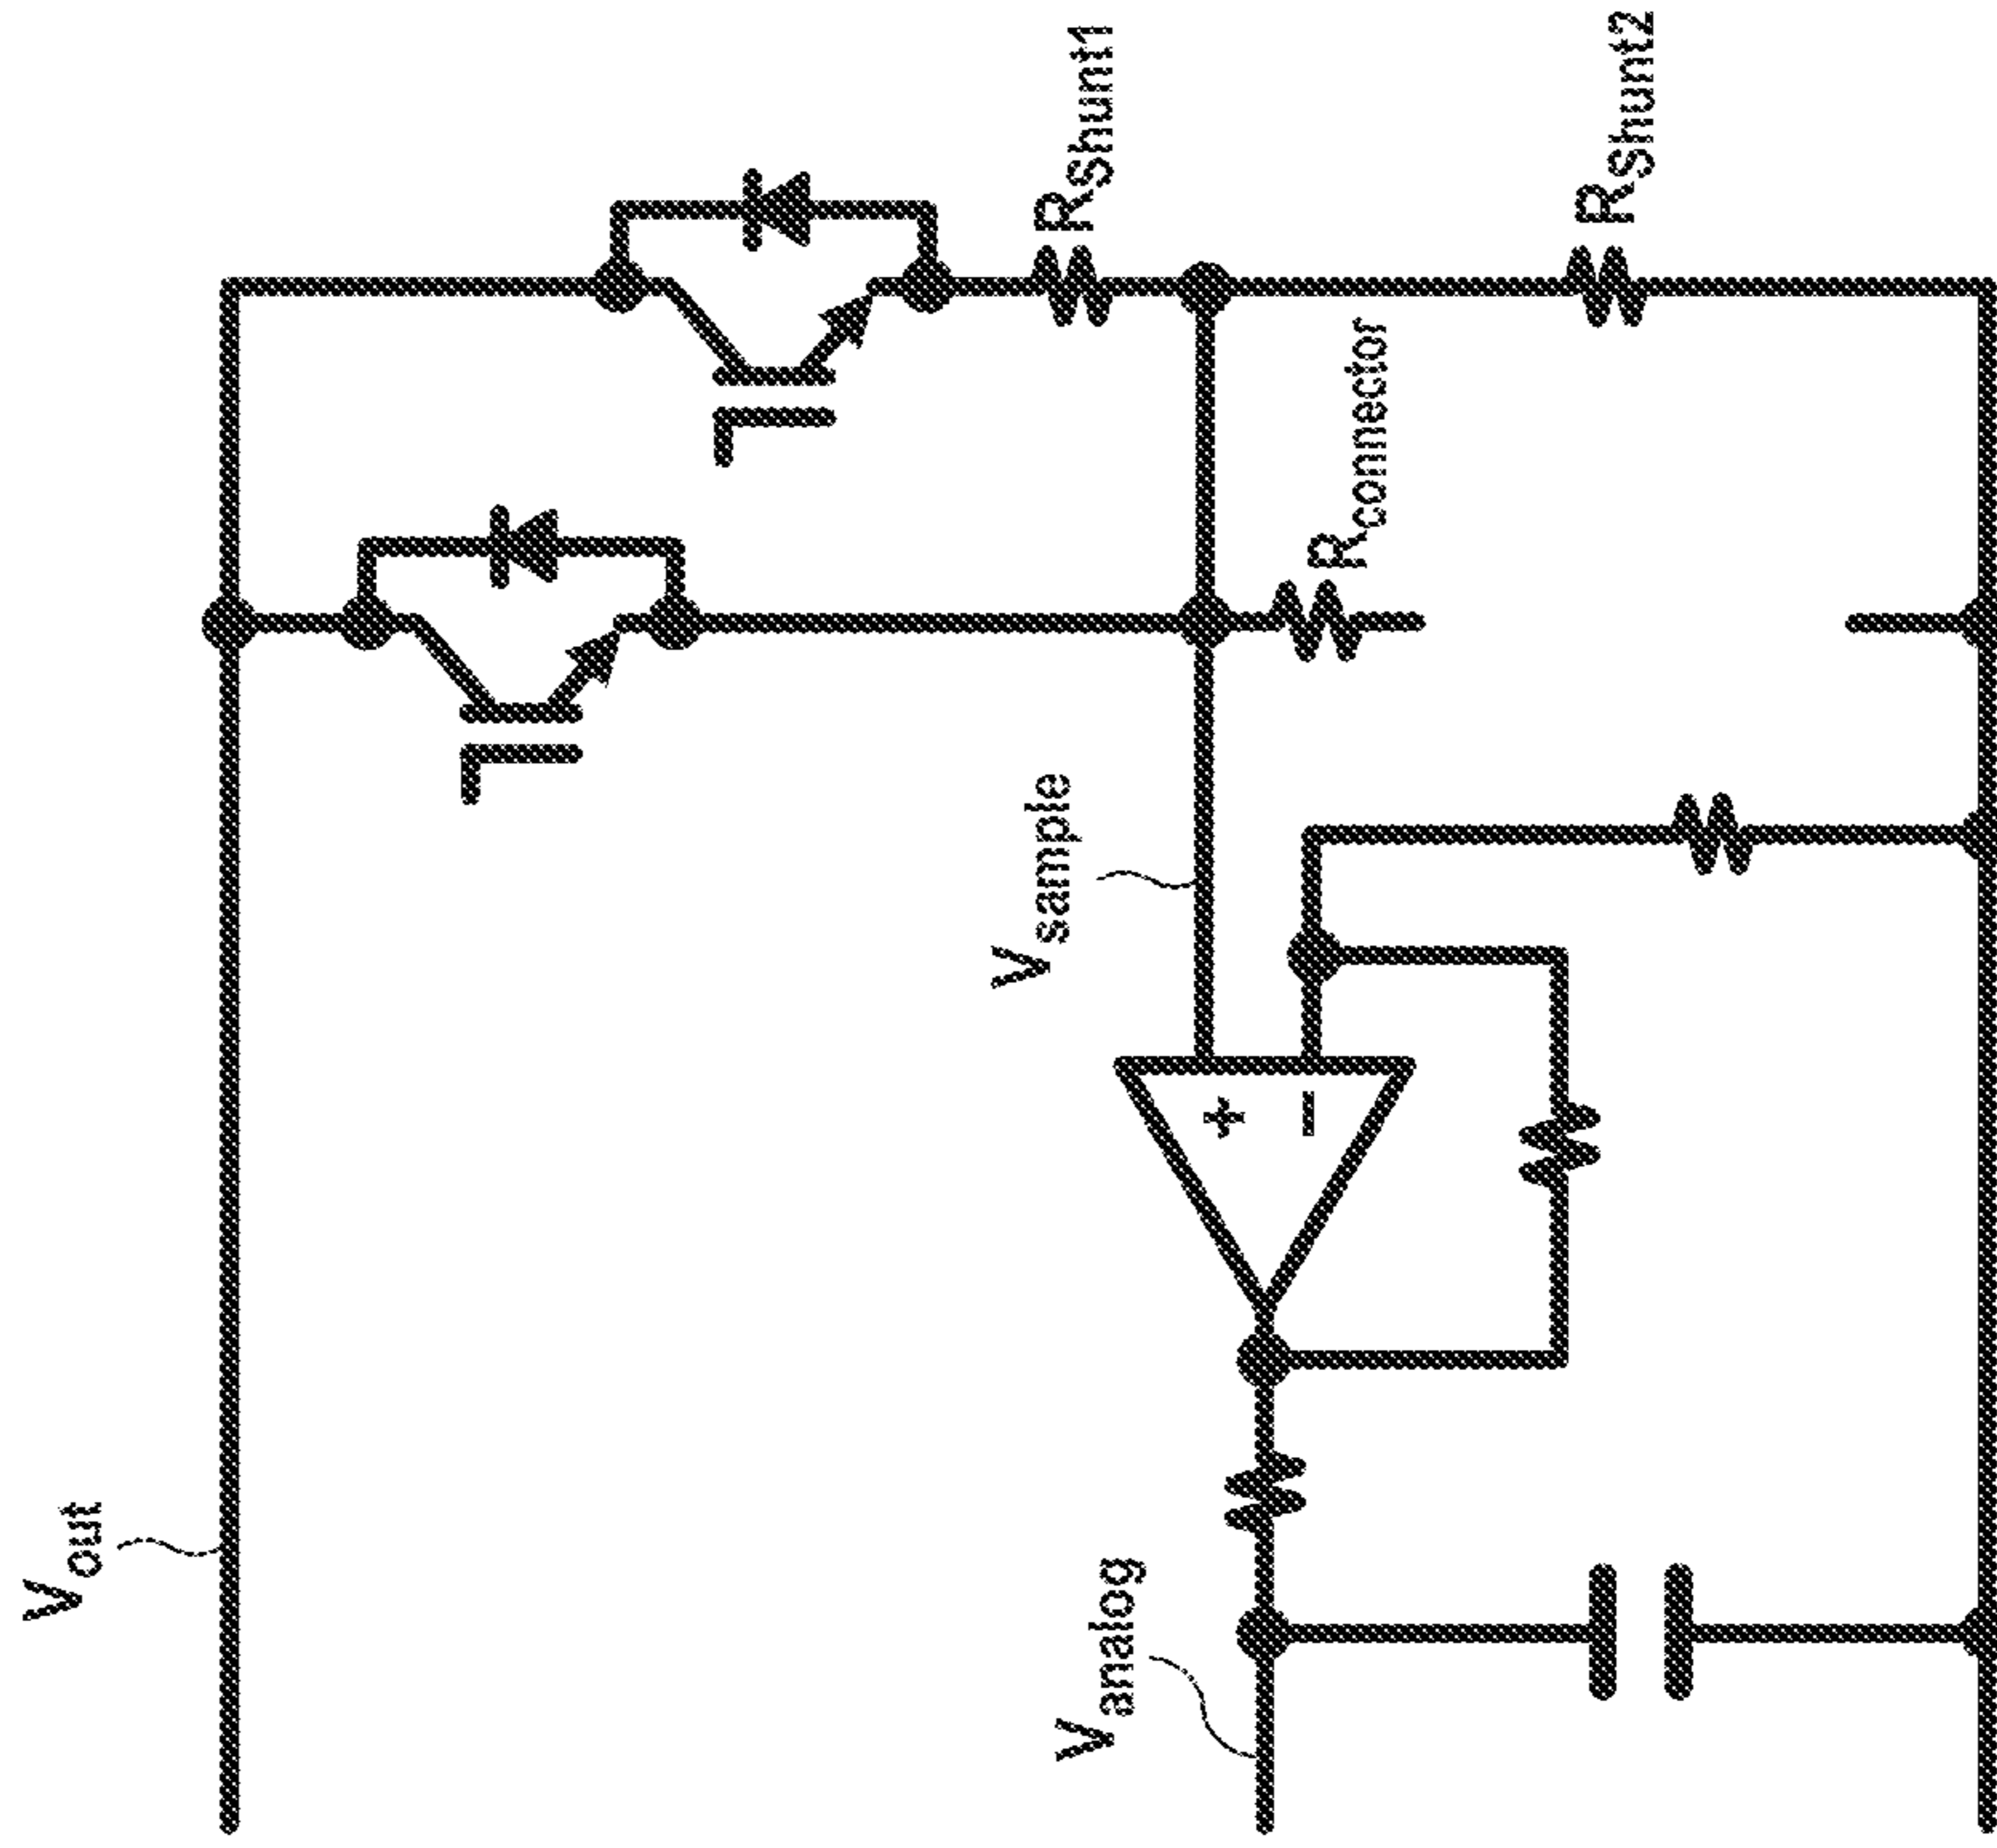 Vout
Vanalog
Vsample
+
−
Rconnector
RShunt1
RShunt2